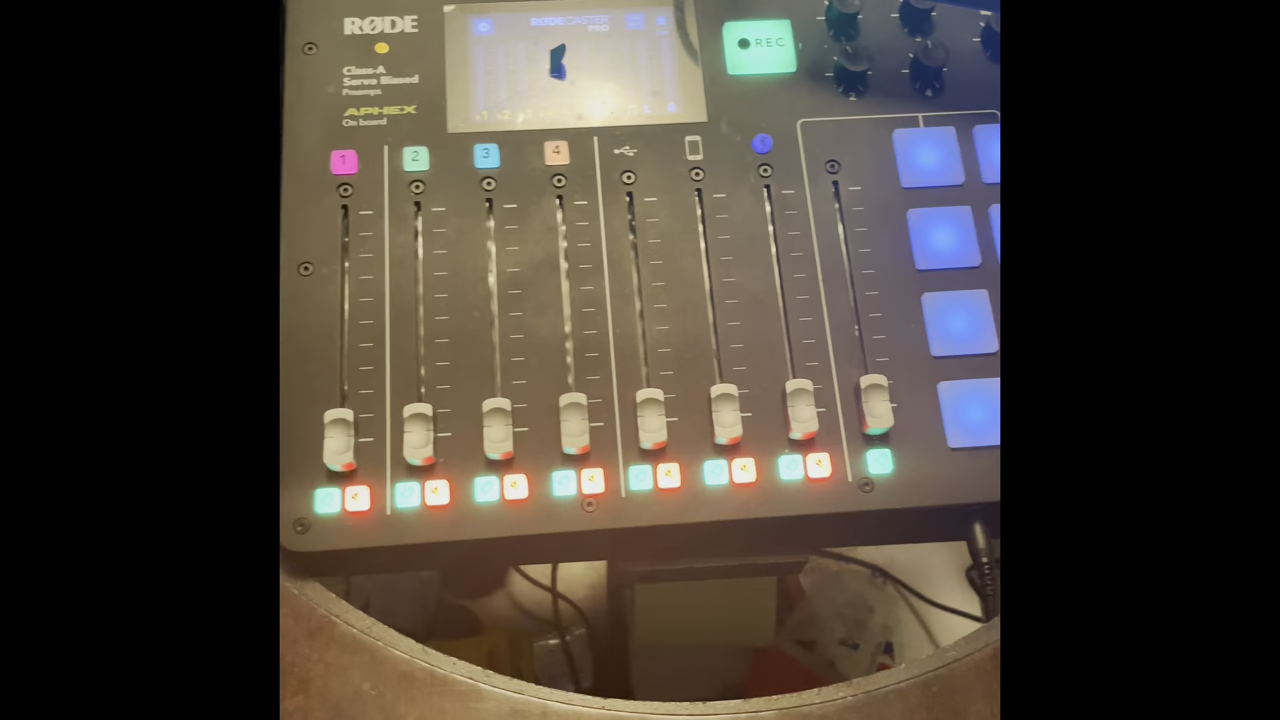 RØDE
Class-A
Servo Biased
Preamps
APHEX
On board
RØDECASTER
PRO
REC
1
2
3
4